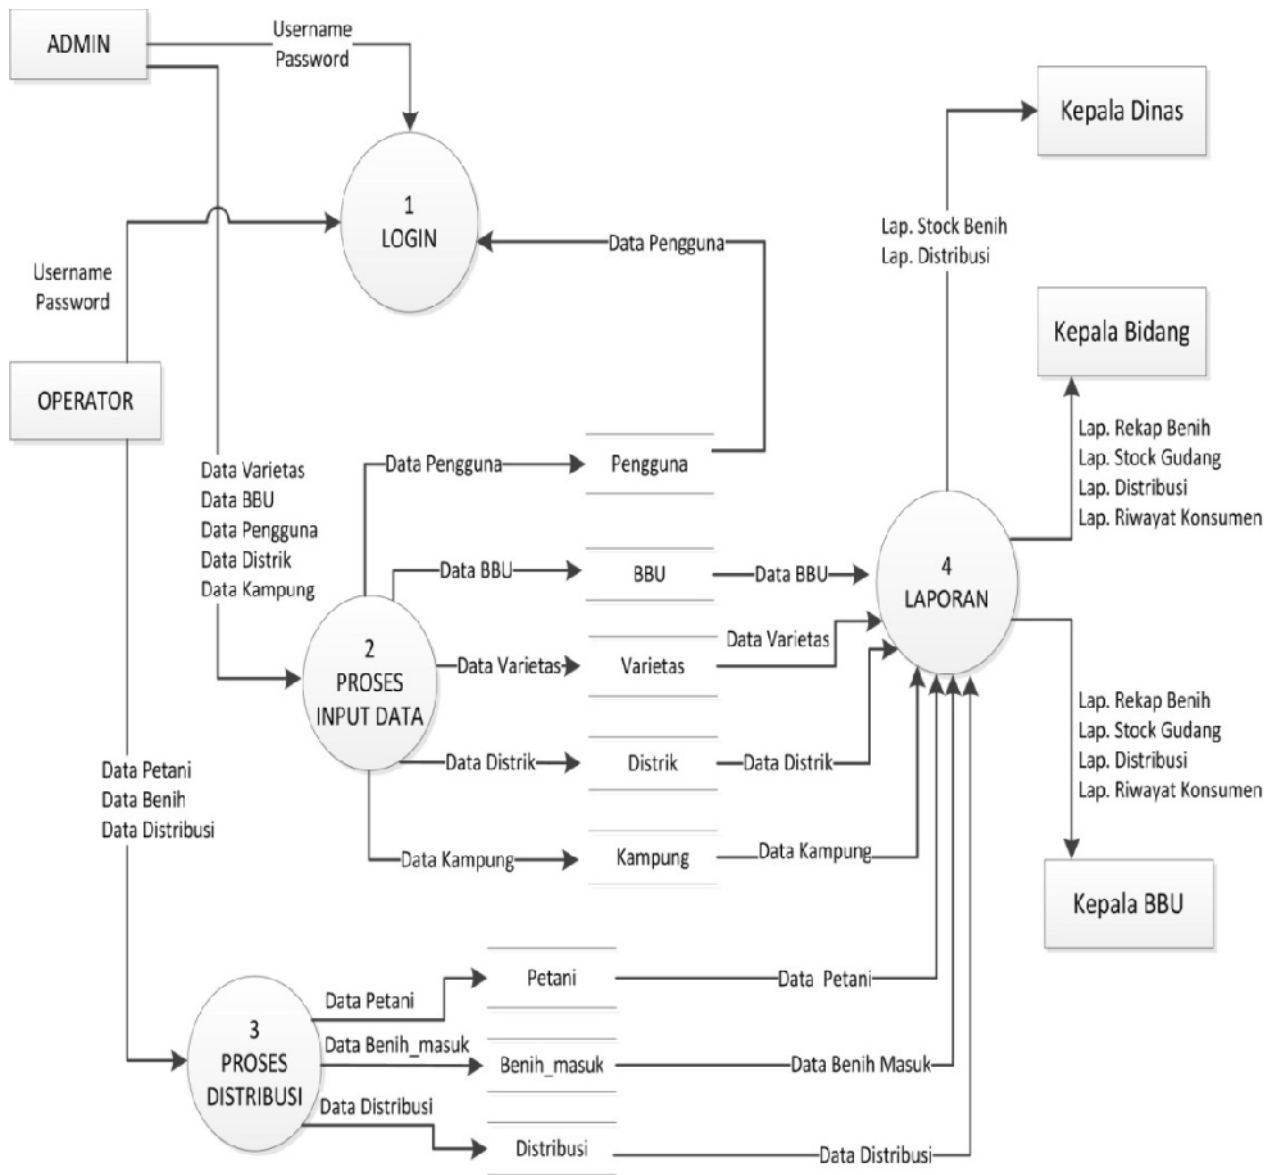 ADMIN
Username
Password
Kepala Dinas
1
LOGIN
Data Pengguna
Lap. Stock Benih
Lap. Distribusi
Username
Password
Kepala Bidang
OPERATOR
Lap. Rekap Benih
Lap. Stock Gudang
Lap. Distribusi
Lap. Riwayat Konsumen
Data Varietas
Data BBU
Data Pengguna
Data Distrik
Data Kampung
Data Pengguna
Pengguna
Data BBU
BBU
Data BBU
4
LAPORAN
2
PROSES
INPUT DATA
Data Varietas
Varietas
Data Varietas
Data Distrik
Distrik
Data Distrik
Lap. Rekap Benih
Lap. Stock Gudang
Lap. Distribusi
Lap. Riwayat Konsumen
Data Petani
Data Benih
Data Distribusi
Data Kampung
Kampung
Data Kampung
Kepala BBU
3
PROSES
DISTRIBUSI
Data Petani
Petani
Data Petani
Data Benih_masuk
Benih_masuk
Data Benih Masuk
Data Distribusi
Distribusi
Data Distribusi